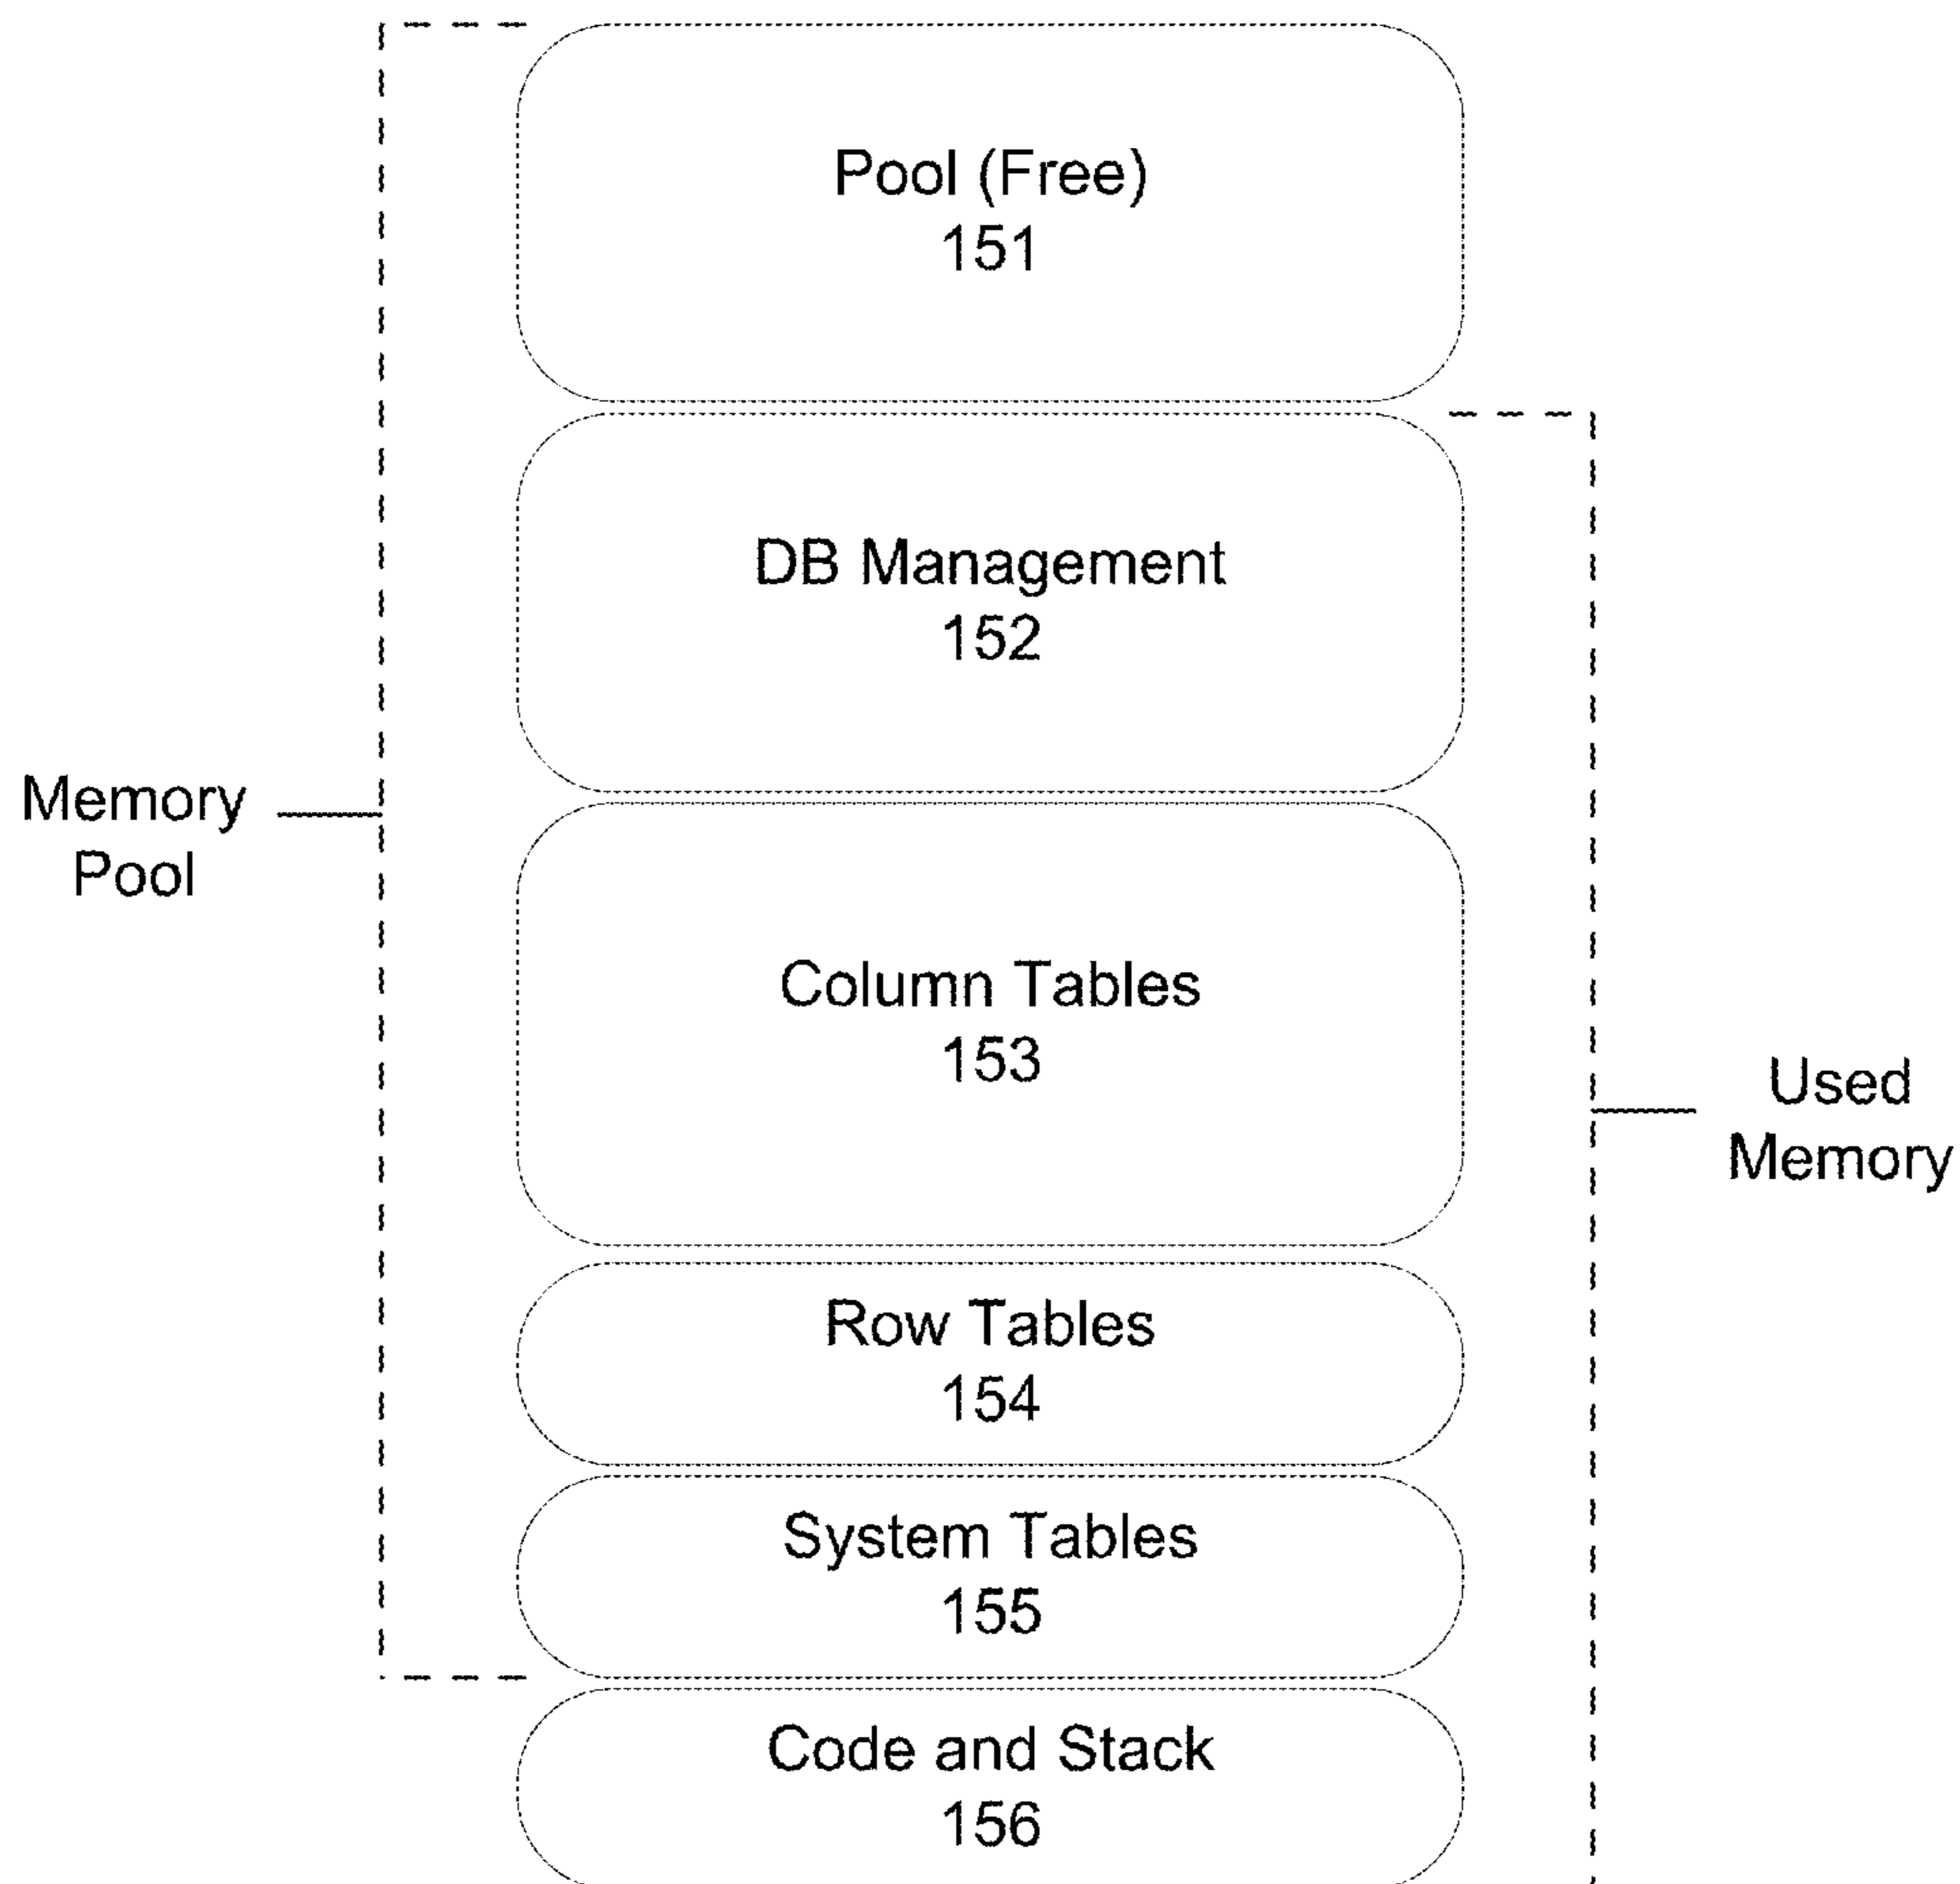 Pool (Free)
151
DB Management
152
Memory
Pool
Column Tables
153
Used
Memory
Row Tables
154
System Tables
155
Code and Stack
156